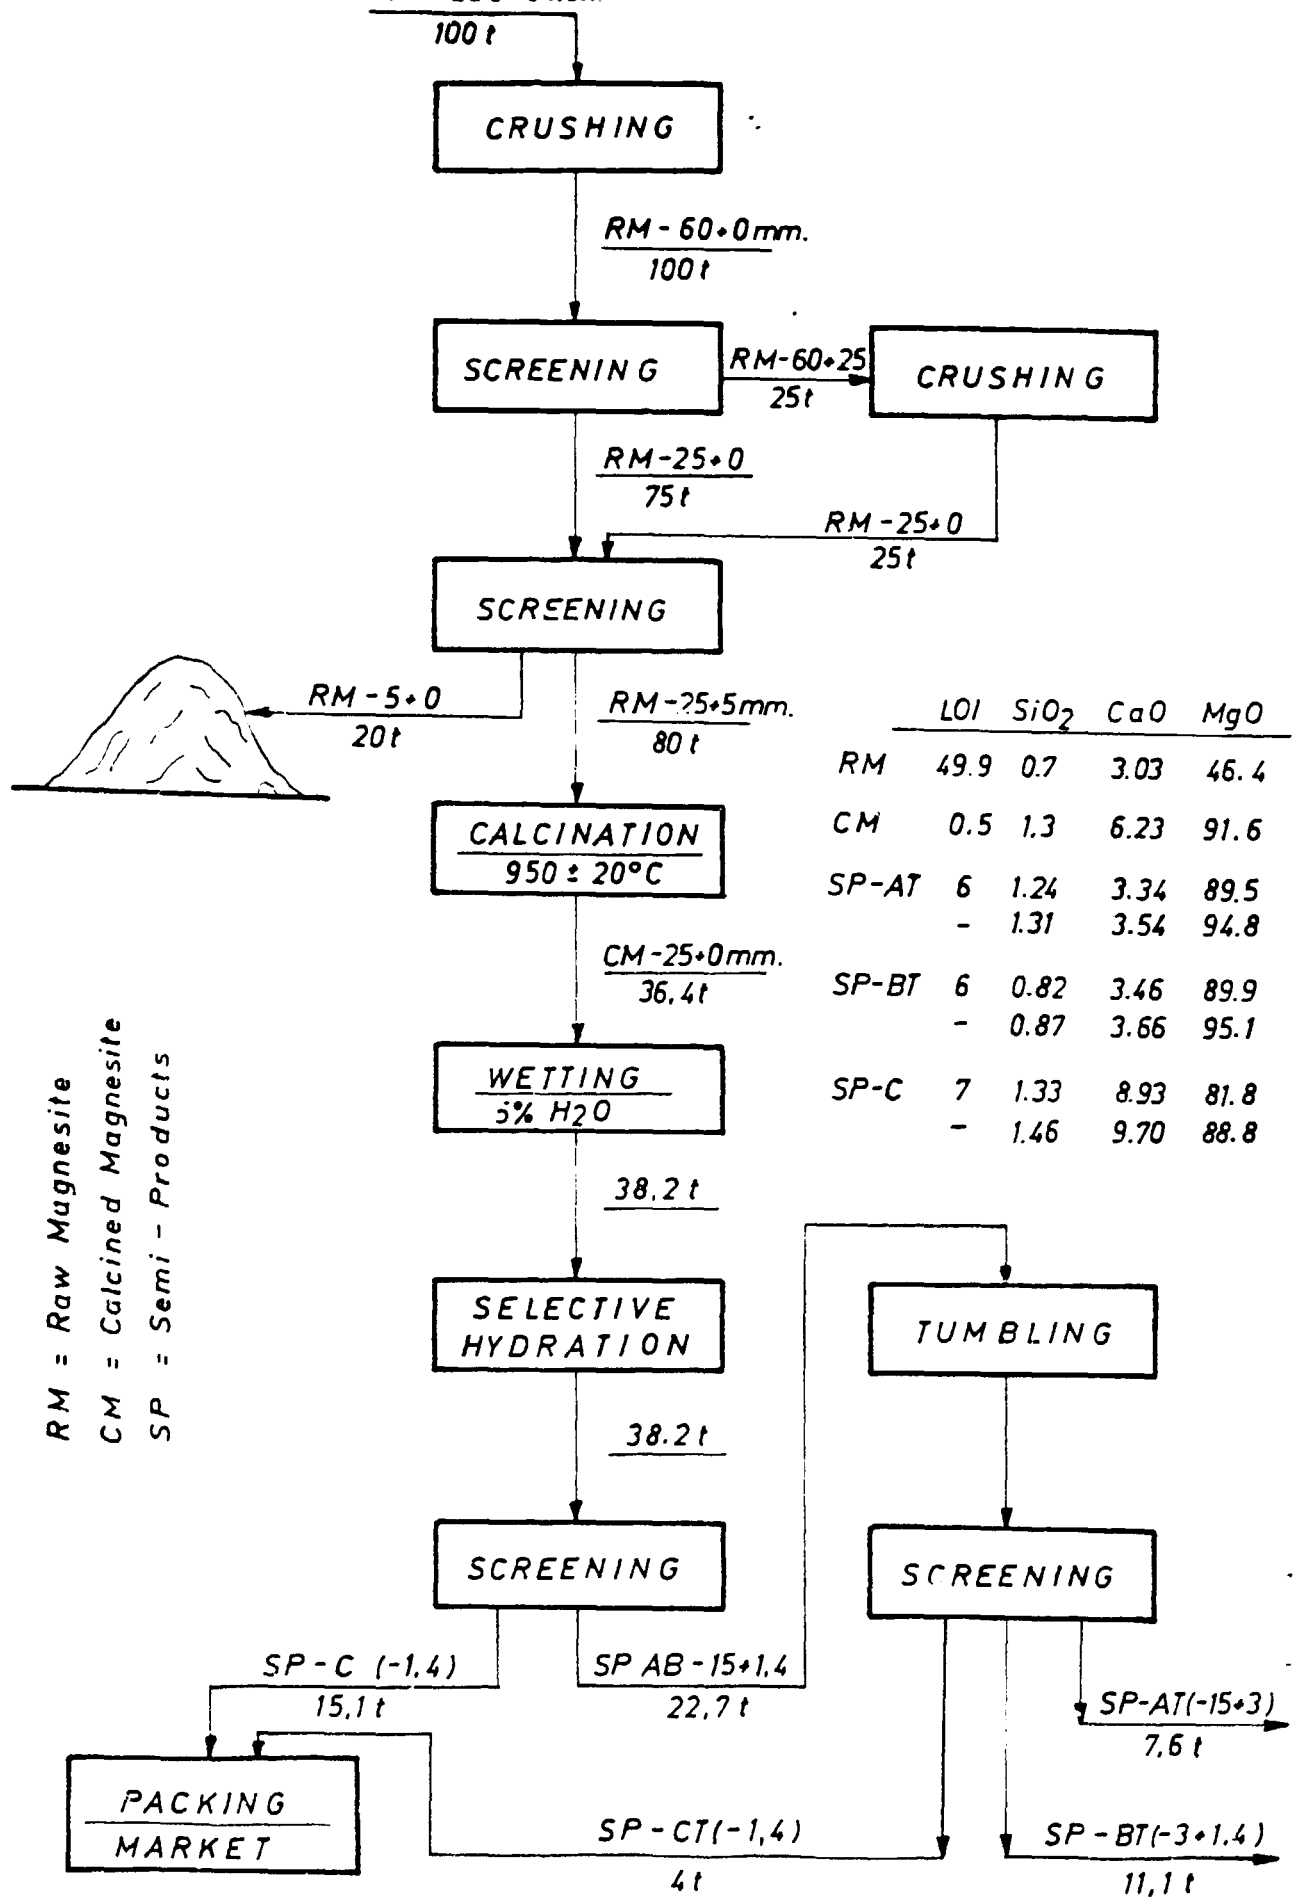 100 t
CRUSHING
RM-60+0mm.
100 t
SCREENING
RM-60+25
25 t
CRUSHING
RM-25+0
75 t
RM-25+0
25 t
SCREENING
RM-5+0
20 t
RM-25+5mm.
80 t
LOI SiO2 CaO MgO
RM 49.9 0.7 3.03 46.4
CM 0.5 1.3 6.23 91.6
SP-AT 6 1.24 3.34 89.5
- 1.31 3.54 94.8
SP-BT 6 0.82 3.46 89.9
- 0.87 3.66 95.1
SP-C 7 1.33 8.93 81.8
- 1.46 9.70 88.8
CALCINATION
950 ± 20°C
CM-25+0mm.
36,4 t
WETTING
5% H2O
38,2 t
RM = Raw Magnesite
CM = Calcined Magnesite
SP = Semi-Products
SELECTIVE
HYDRATION
TUMBLING
38.2 t
SCREENING
SCREENING
SP-C (-1,4)
15,1 t
SP AB-15+1.4
22,7 t
SP-AT(-15+3)
7,6 t
PACKING
MARKET
SP-CT(-1,4)
4 t
SP-BT(-3+1.4)
11,1 t